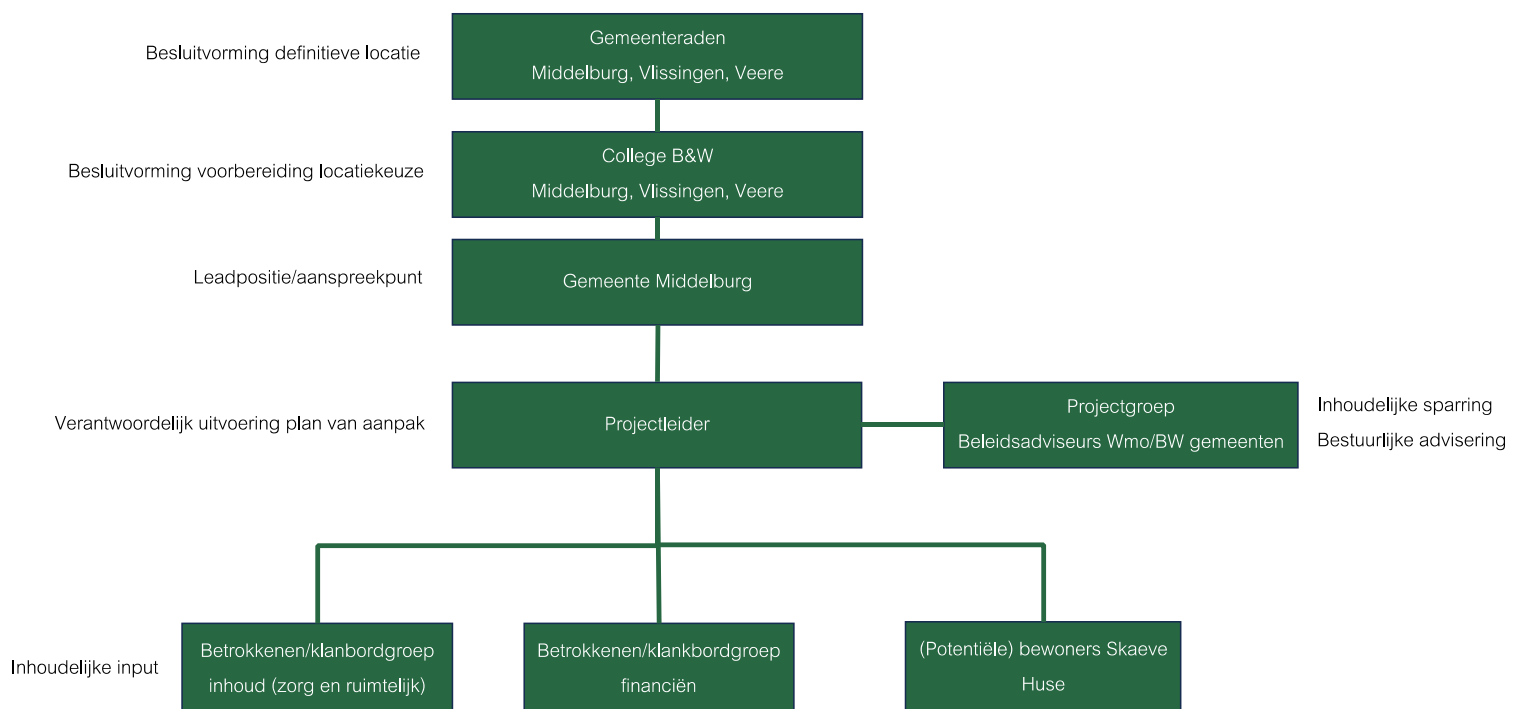 Besluitvorming definitieve locatie
Gemeenteraden
Middelburg, Vlissingen, Veere
Besluitvorming voorbereiding locatiekeuze
College B&W
Middelburg, Vlissingen, Veere
Leadpositie/aanspreekpunt
Gemeente Middelburg
Verantwoordelijk uitvoering plan van aanpak
Projectleider
Projectgroep
Beleidsadviseurs Wmo/BW gemeenten
Inhoudelijke sparring
Bestuurlijke advisering
Inhoudelijke input
Betrokkenen/klanbordgroep
inhoud (zorg en ruimtelijk)
Betrokkenen/klankbordgroep
financiën
(Potentiële) bewoners Skaeve
Huse